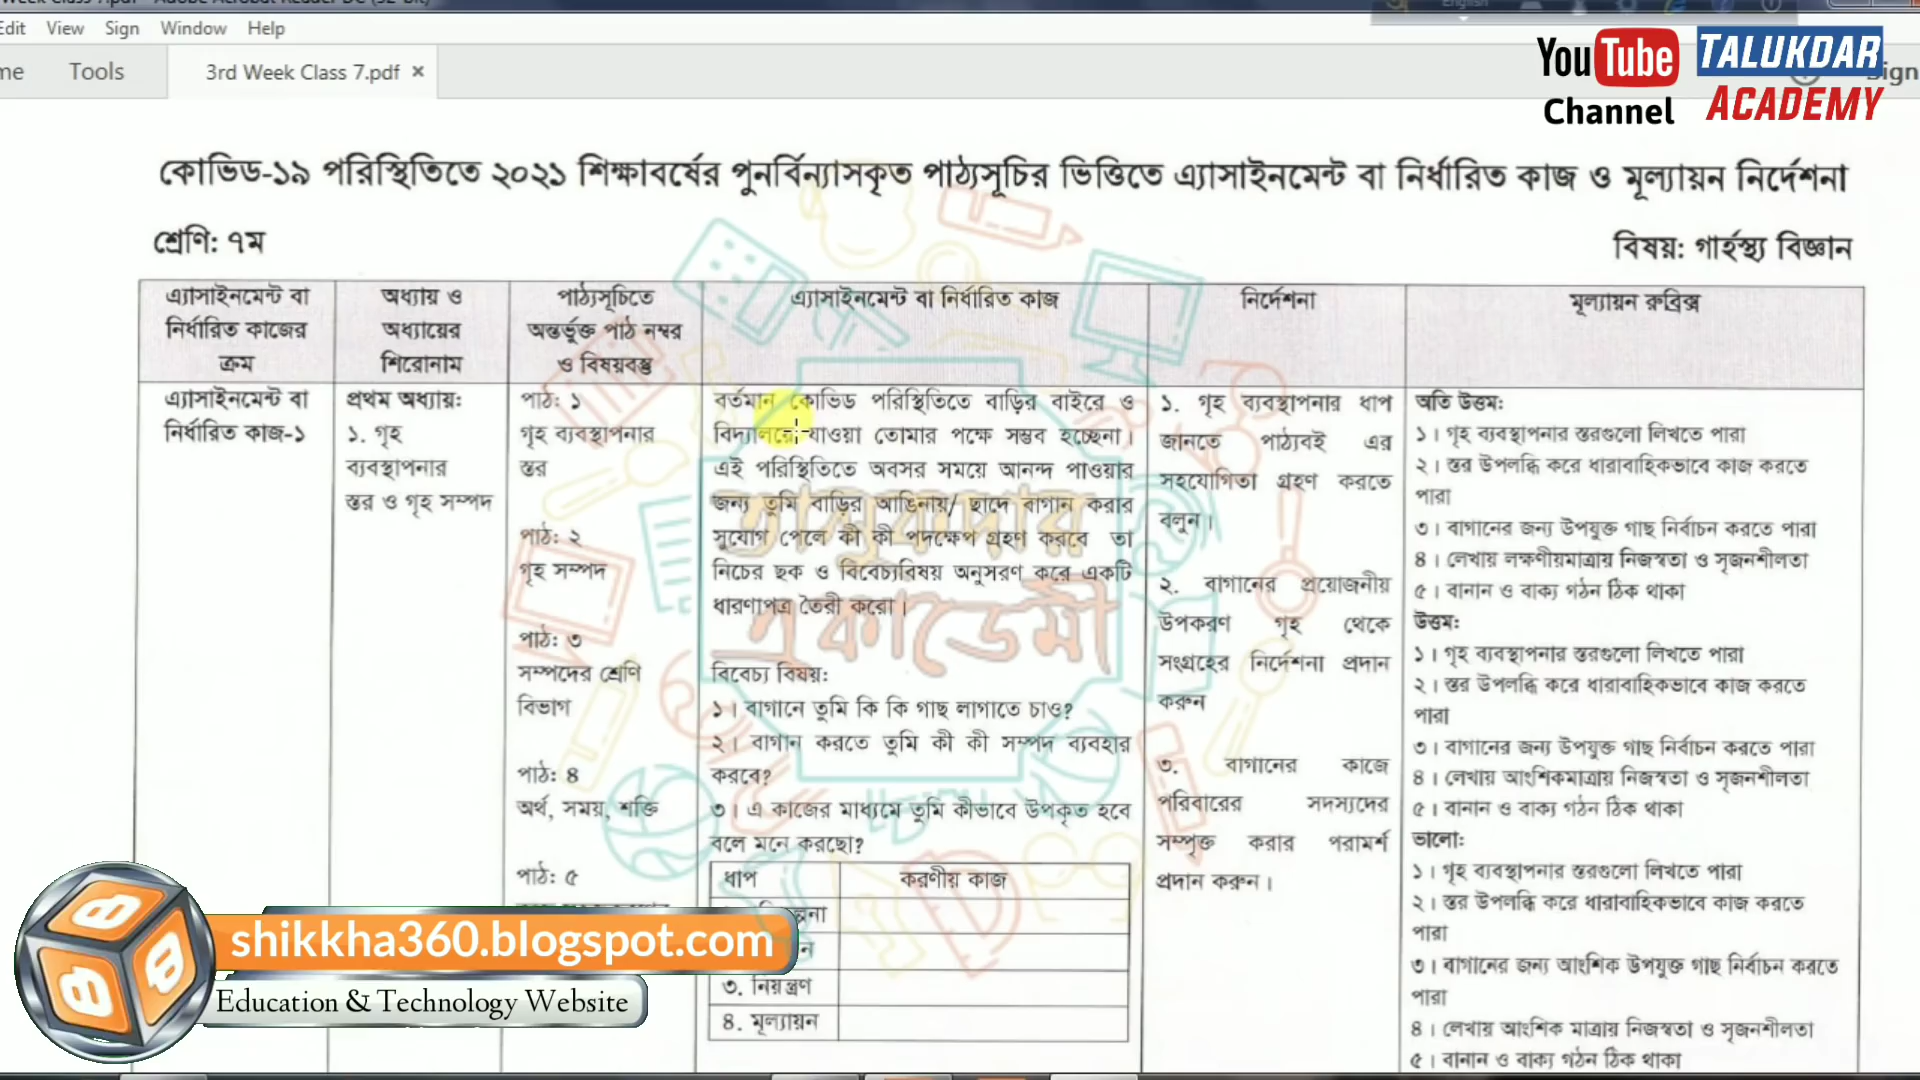 Edit View Sign Window Help
Tools
3rd Week Class 7.pdf ×
YouTube Channel
TALUKDAR ACADEMY
কোভিড-১৯ পরিস্থিতিতে ২০২১ শিক্ষাবর্ষের পুনর্বিন্যাসকৃত পাঠ্যসূচির ভিত্তিতে এ্যাসাইনমেন্ট বা নির্ধারিত কাজ ও মূল্যায়ন নির্দেশনা
শ্রেণি: ৭ম
বিষয়: গার্হস্থ্য বিজ্ঞান
এ্যাসাইনমেন্ট বা
নির্ধারিত কাজের
ক্রম
অধ্যায় ও
অধ্যায়ের
শিরোনাম
পাঠ্যসূচিতে
অন্তর্ভুক্ত পাঠ নম্বর
ও বিষয়বস্তু
এ্যাসাইনমেন্ট বা নির্ধারিত কাজ
নির্দেশনা
মূল্যায়ন রুব্রিক্স
এ্যাসাইনমেন্ট বা
নির্ধারিত কাজ-১
প্রথম অধ্যায়ঃ
১. গৃহ
ব্যবস্থাপনার
স্তর ও গৃহ সম্পদ
পাঠঃ ১
গৃহ ব্যবস্থাপনার
স্তর
পাঠঃ ২
গৃহ সম্পদ
পাঠঃ ৩
সম্পদের শ্রেণি
বিভাগ
পাঠঃ ৪
অর্থ, সময়, শক্তি
পাঠঃ ৫
বর্তমান কোভিড পরিস্থিতিতে বাড়ির বাইরে ও
বিদ্যালয়ে যাওয়া তোমার পক্ষে সম্ভব হচ্ছেনা।
এই পরিস্থিতিতে অবসর সময়ে আনন্দ পাওয়ার
জন্য তুমি বাড়ির আঙিনায়/ ছাদে বাগান করার
সুযোগ পেলে কী কী পদক্ষেপ গ্রহণ করবে তা
নিচের ছক ও বিবেচ্যবিষয় অনুসরণ করে একটি
ধারণাপত্র তৈরী করো।
বিবেচ্য বিষয়ঃ
১। বাগানে তুমি কি কি গাছ লাগাতে চাও?
২। বাগান করতে তুমি কী কী সম্পদ ব্যবহার
করবে?
৩। এ কাজের মাধ্যমে তুমি কীভাবে উপকৃত হবে
বলে মনে করছো?
ধাপ করণীয় কাজ
৩. নিয়ন্ত্রণ
৪. মূল্যায়ন
১. গৃহ ব্যবস্থাপনার ধাপ
জানতে পাঠ্যবই এর
সহযোগিতা গ্রহণ করতে
বলুন।
২. বাগানের প্রয়োজনীয়
উপকরণ গৃহ থেকে
সংগ্রহের নির্দেশনা প্রদান
করুন
৩. বাগানের কাজে
পরিবারের সদস্যদের
সম্পৃক্ত করার পরামর্শ
প্রদান করুন।
অতি উত্তমঃ
১। গৃহ ব্যবস্থাপনার স্তরগুলো লিখতে পারা
২। স্তর উপলব্ধি করে ধারাবাহিকভাবে কাজ করতে
পারা
৩। বাগানের জন্য উপযুক্ত গাছ নির্বাচন করতে পারা
৪। লেখায় লক্ষণীয়মাত্রায় নিজস্বতা ও সৃজনশীলতা
৫। বানান ও বাক্য গঠন ঠিক থাকা
উত্তমঃ
১। গৃহ ব্যবস্থাপনার স্তরগুলো লিখতে পারা
২। স্তর উপলব্ধি করে ধারাবাহিকভাবে কাজ করতে
পারা
৩। বাগানের জন্য উপযুক্ত গাছ নির্বাচন করতে পারা
৪। লেখায় আংশিকমাত্রায় নিজস্বতা ও সৃজনশীলতা
৫। বানান ও বাক্য গঠন ঠিক থাকা
ভালোঃ
১। গৃহ ব্যবস্থাপনার স্তরগুলো লিখতে পারা
২। স্তর উপলব্ধি করে ধারাবাহিকভাবে কাজ করতে
পারা
৩। বাগানের জন্য আংশিক উপযুক্ত গাছ নির্বাচন করতে
পারা
৪। লেখায় আংশিক মাত্রায় নিজস্বতা ও সৃজনশীলতা
৫। বানান ও বাক্য গঠন ঠিক থাকা
তালুকদার
একাডেমী
shikkha360.blogspot.com
Education & Technology Website